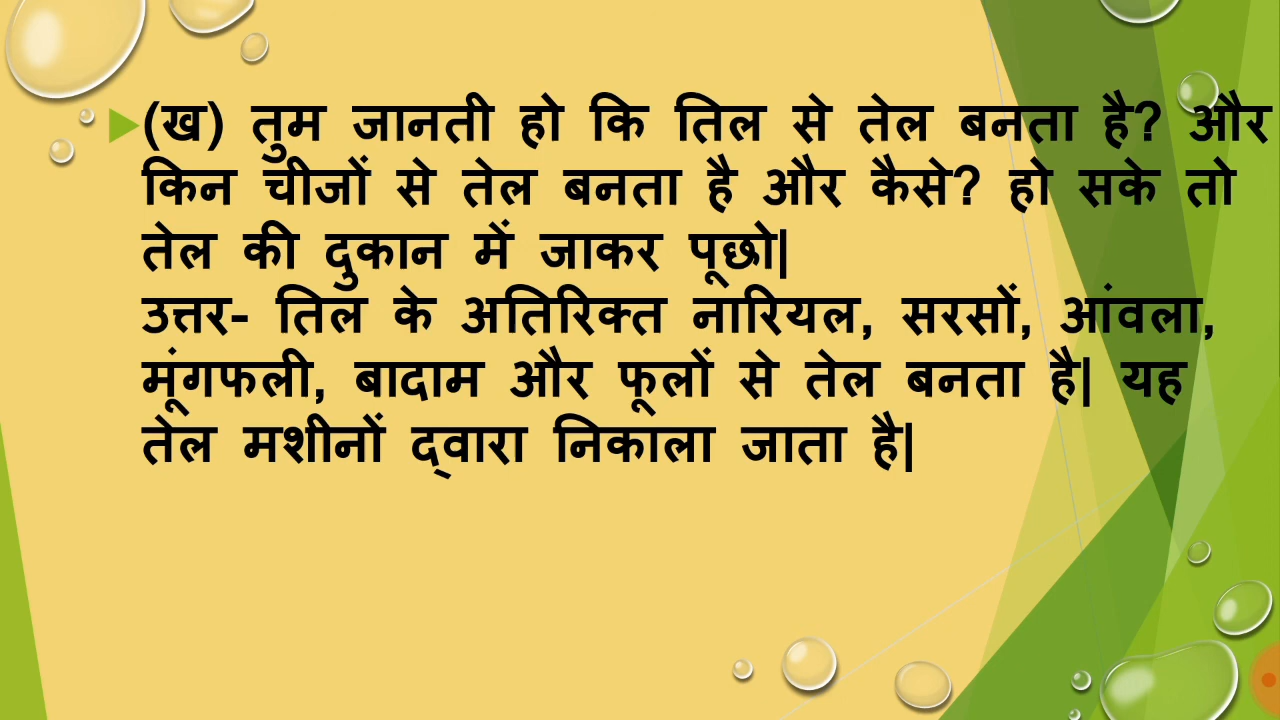 (ख) तुम जानती हो कि तिल से तेल बनता है? और
किन चीजों से तेल बनता है और कैसे? हो सके तो
तेल की दुकान में जाकर पूछो|
उत्तर- तिल के अतिरिक्त नारियल, सरसों, आंवला,
मूंगफली, बादाम और फूलों से तेल बनता है| यह
तेल मशीनों द्वारा निकाला जाता है|